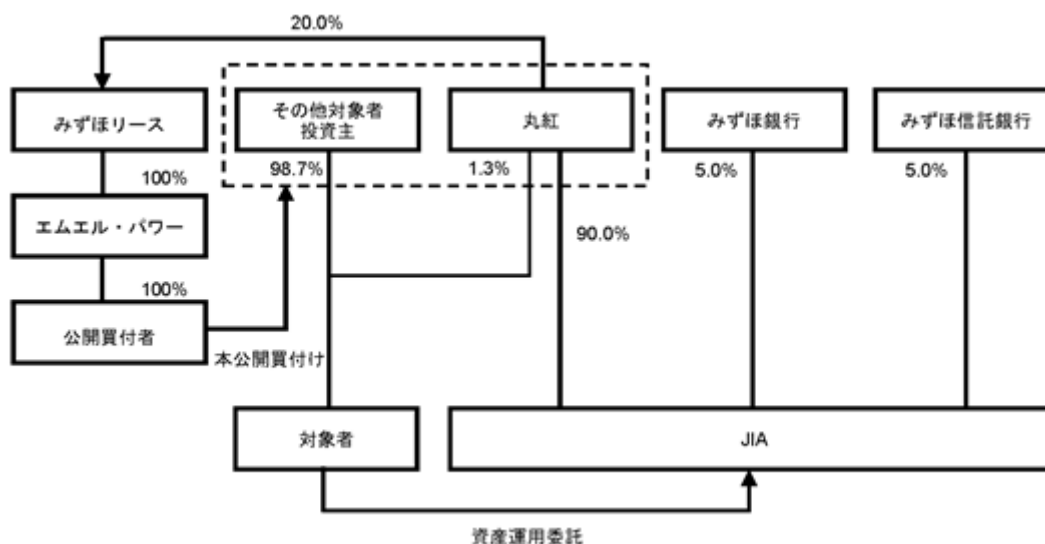 20.0%
みずほリース
その他対象者
投資主
丸紅
みずほ銀行
みずほ信託銀行
100%
98.7%
1.3%
5.0%
5.0%
エムエル・パワー
90.0%
100%
公開買付者
本公開買付け
対象者
JIA
資産運用委託